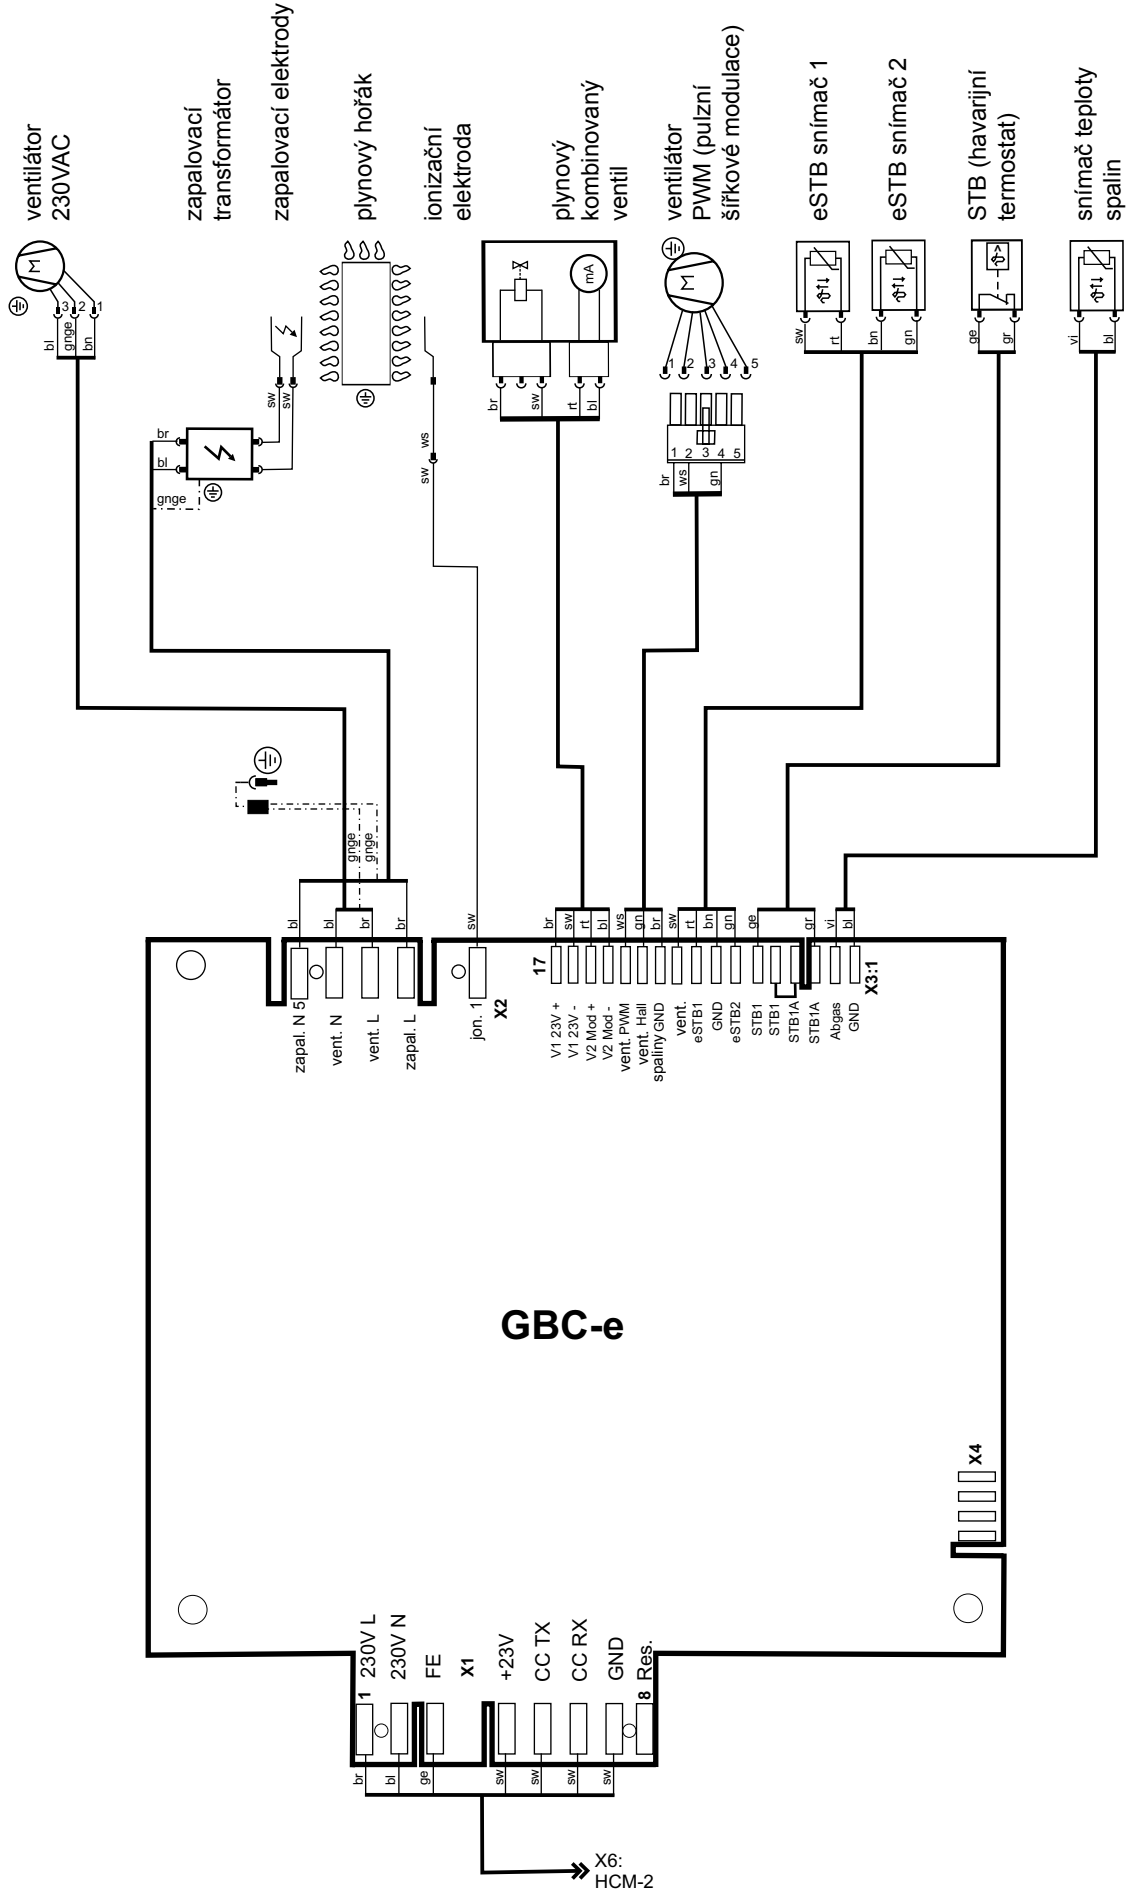 ventilátor
230VAC
zapalovací
transformátor
zapalovací elektrody
plynový hořák
ionizační
elektroda
plynový
kombinovaný
ventil
ventilátor
PWM (pulzní
šířkové modulace)
eSTB snímač 1
eSTB snímač 2
STB (havarijní
termostat)
snímač teploty
spalin
M
3
2
1
bl
gnge
bn
br
bl
gnge
sw
sw
ws
sw
mA
br
sw
rt
bl
M
1
2
3
4
5
1
2
3
4
5
br
ws
gn
sw
rt
bn
gn
ge
gr
vi
bl
gnge
gnge
bl
bl
br
br
sw
br
sw
rt
bl
ws
gn
br
sw
rt
bn
gn
ge
gr
vi
bl
zapal. N 5
vent. N
vent. L
zapal. L
jon. 1
X2
17
V1 23V +
V1 23V -
V2 Mod +
V2 Mod -
vent. PWM
vent. Hall
spaliny GND
vent.
eSTB1
GND
eSTB2
STB1
STB1
STB1A
STB1A
Abgas
GND
X3:1
GBC-e
X4
1 230V L
230V N
FE
X1
+23V
CC TX
CC RX
GND
8 Res.
br
bl
ge
sw
sw
sw
sw
X6:
HCM-2